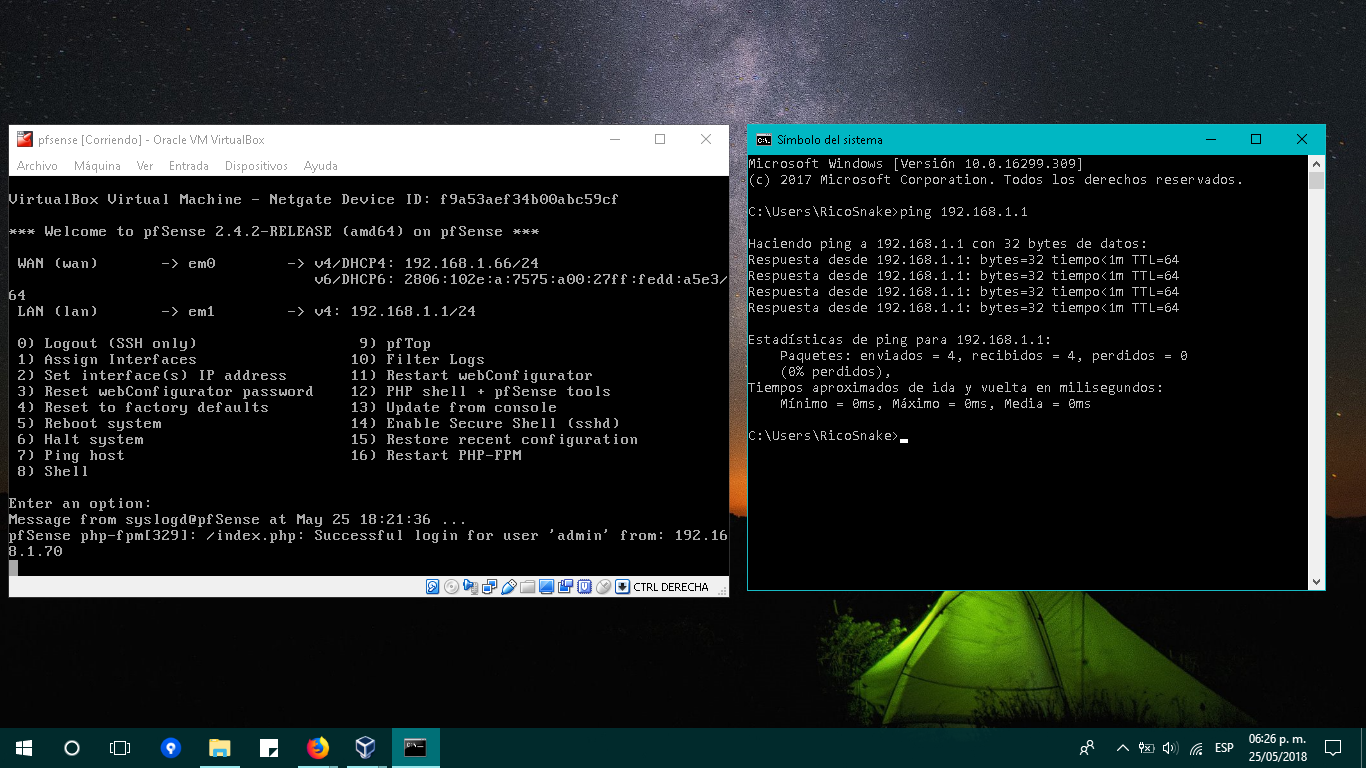 pfsense [Corriendo] - Oracle VM VirtualBox
Archivo Máquina Ver Entrada Dispositivos Ayuda
VirtualBox Virtual Machine - Netgate Device ID: f9a53aef34b00abc59cf
*** Welcome to pfSense 2.4.2-RELEASE (amd64) on pfSense ***
WAN (wan) -> em0 -> v4/DHCP4: 192.168.1.66/24
v6/DHCP6: 2806:102e:a:7575:a00:27ff:fedd:a5e3/
64
LAN (lan) -> em1 -> v4: 192.168.1.1/24
0) Logout (SSH only) 9) pfTop
1) Assign Interfaces 10) Filter Logs
2) Set interface(s) IP address 11) Restart webConfigurator
3) Reset webConfigurator password 12) PHP shell + pfSense tools
4) Reset to factory defaults 13) Update from console
5) Reboot system 14) Enable Secure Shell (sshd)
6) Halt system 15) Restore recent configuration
7) Ping host 16) Restart PHP-FPM
8) Shell
Enter an option:
Message from syslogd@pfSense at May 25 18:21:36 ...
pfSense php-fpm[329]: /index.php: Successful login for user 'admin' from: 192.16
8.1.70
CTRL DERECHA
Símbolo del sistema
Microsoft Windows [Versión 10.0.16299.309]
(c) 2017 Microsoft Corporation. Todos los derechos reservados.
C:\Users\RicoSnake>ping 192.168.1.1
Haciendo ping a 192.168.1.1 con 32 bytes de datos:
Respuesta desde 192.168.1.1: bytes=32 tiempo<1m TTL=64
Respuesta desde 192.168.1.1: bytes=32 tiempo<1m TTL=64
Respuesta desde 192.168.1.1: bytes=32 tiempo<1m TTL=64
Respuesta desde 192.168.1.1: bytes=32 tiempo<1m TTL=64
Estadísticas de ping para 192.168.1.1:
Paquetes: enviados = 4, recibidos = 4, perdidos = 0
(0% perdidos),
Tiempos aproximados de ida y vuelta en milisegundos:
Mínimo = 0ms, Máximo = 0ms, Media = 0ms
C:\Users\RicoSnake>
ESP
06:26 p. m.
25/05/2018